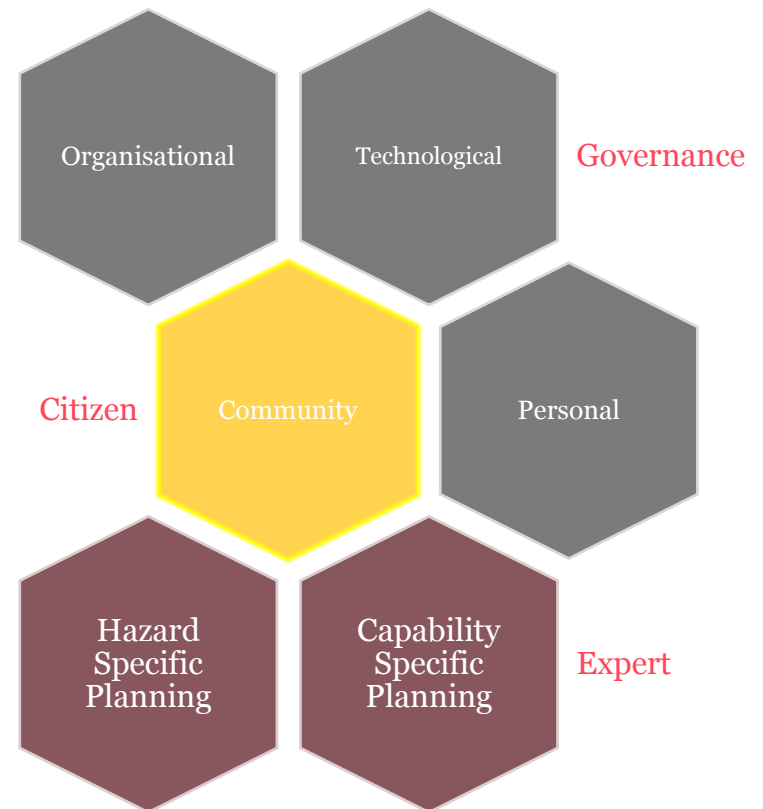 Organisational
Technological
Governance
Citizen
Community
Personal
Hazard
Specific
Planning
Capability
Specific
Planning
Expert